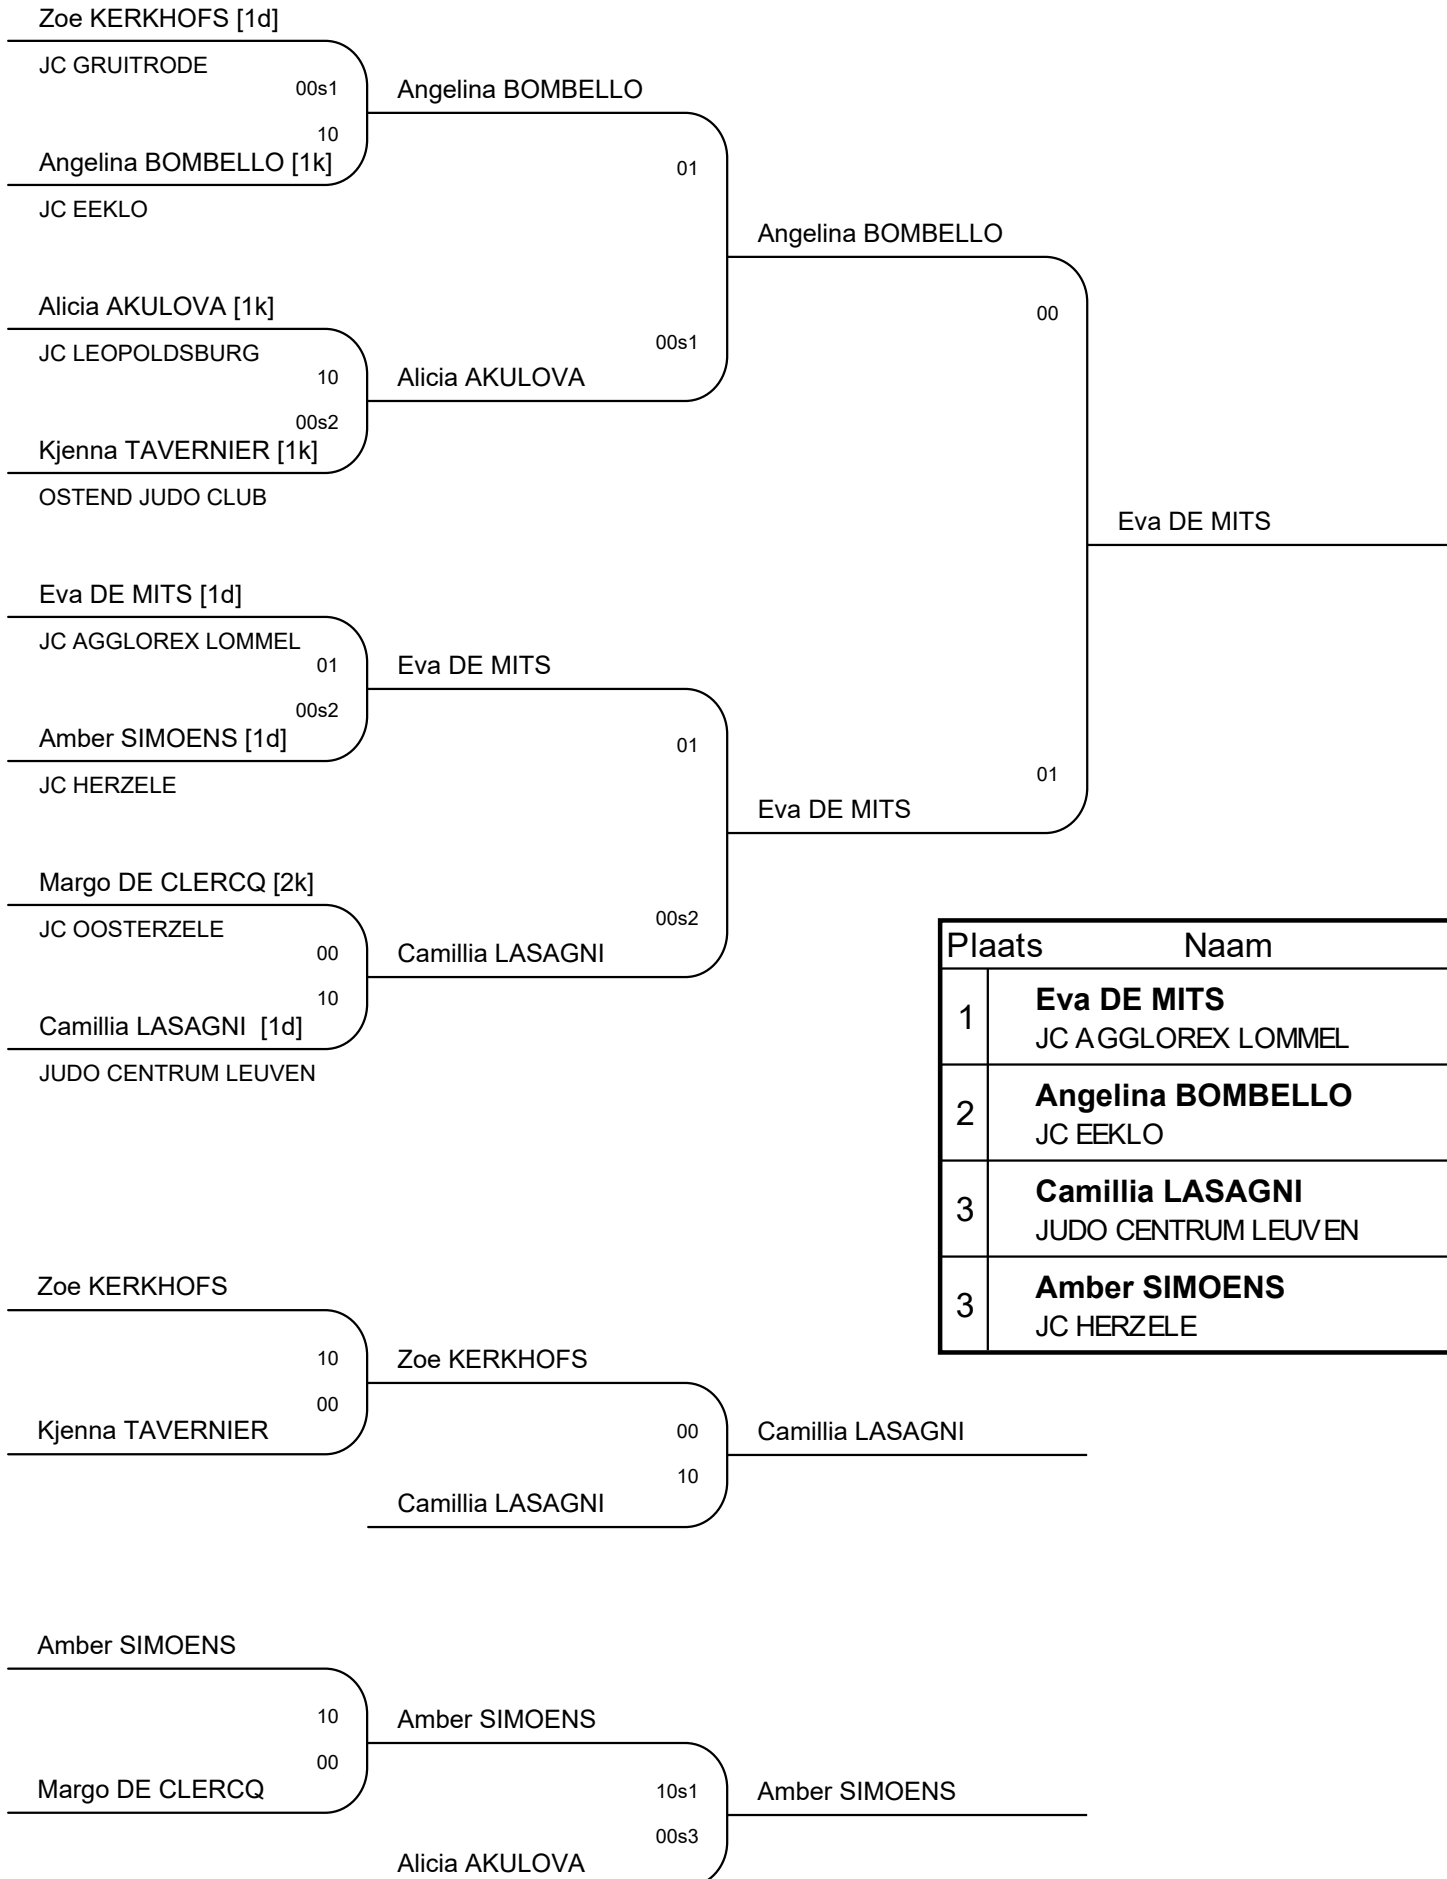 Zoe KERKHOFS [1d]
JC GRUITRODE
00s1
10
Angelina BOMBELLO [1k]
JC EEKLO
Angelina BOMBELLO
01
Alicia AKULOVA [1k]
JC LEOPOLDSBURG
10
00s2
Kjenna TAVERNIER [1k]
OSTEND JUDO CLUB
00s1
Alicia AKULOVA
Angelina BOMBELLO
00
Eva DE MITS
Eva DE MITS [1d]
JC AGGLOREX LOMMEL
01
00s2
Amber SIMOENS [1d]
JC HERZELE
Eva DE MITS
01
Margo DE CLERCQ [2k]
JC OOSTERZELE
00
10
Camillia LASAGNI [1d]
JUDO CENTRUM LEUVEN
00s2
Camillia LASAGNI
01
Eva DE MITS
Plaats Naam
1 Eva DE MITS
JC AGGLOREX LOMMEL
2 Angelina BOMBELLO
JC EEKLO
3 Camillia LASAGNI
JUDO CENTRUM LEUVEN
3 Amber SIMOENS
JC HERZELE
Zoe KERKHOFS
10
00
Kjenna TAVERNIER
Zoe KERKHOFS
00
10
Camillia LASAGNI
Camillia LASAGNI
Amber SIMOENS
10
00
Margo DE CLERCQ
Amber SIMOENS
10s1
00s3
Alicia AKULOVA
Amber SIMOENS